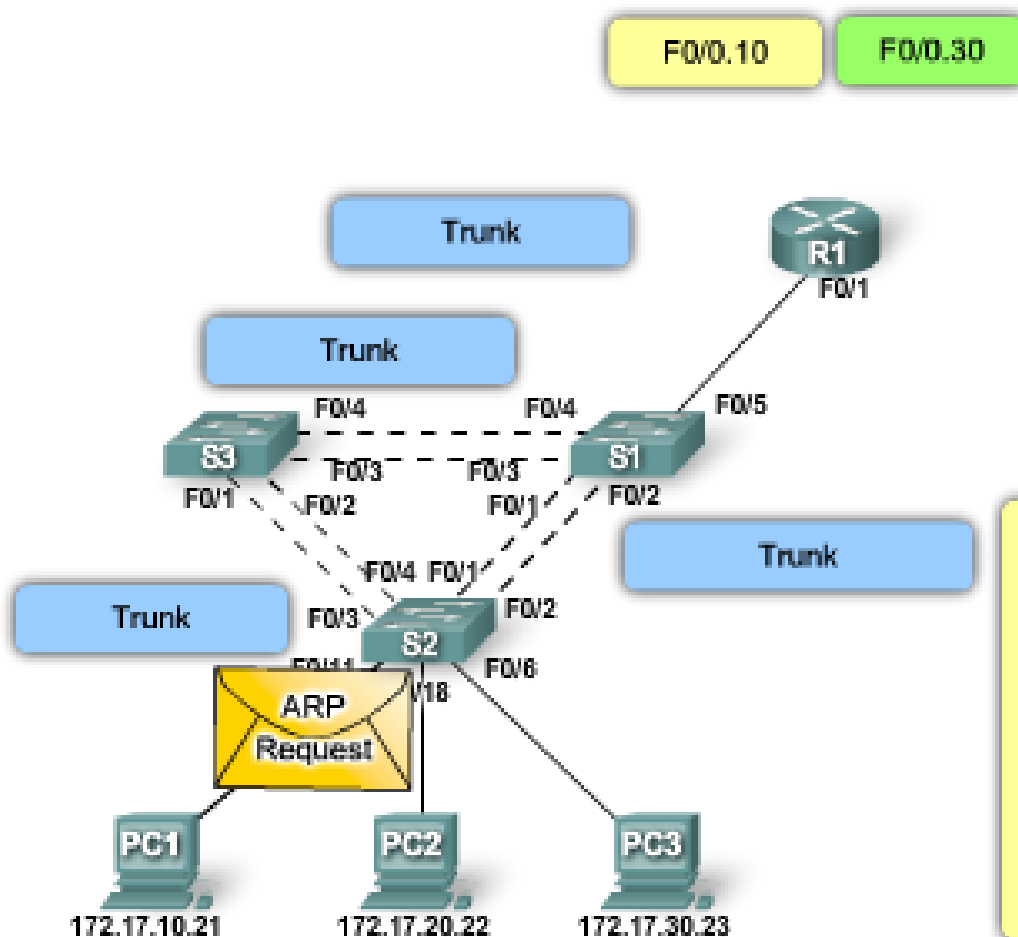 F0/0.10
F0/0.30
Trunk
R1
F0/1
Trunk
F0/4
F0/4
F0/5
S3
S1
F0/3
F0/3
F0/1
F0/2
F0/1
F0/2
Trunk
F0/4
F0/1
Trunk
F0/3
F0/2
S2
F0/11
F0/6
/18
ARP
Request
PC1
PC2
PC3
172.17.10.21
172.17.20.22
172.17.30.23